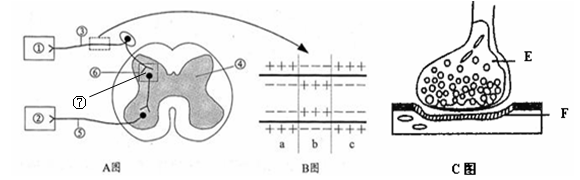 ③
①
⑥
④
⑦
②
⑤
+++ --- +++
--- +++ ---
--- +++ ---
+++ --- +++
a b c
E
F
A图
B图
C图